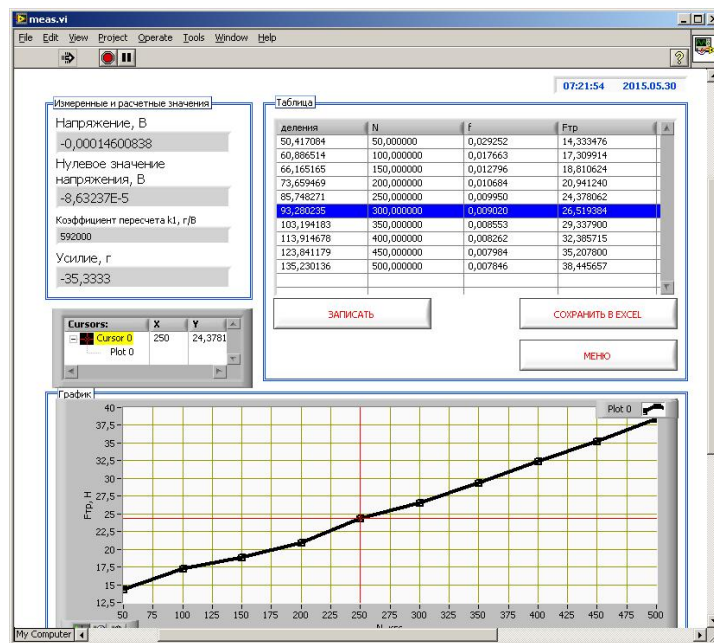 meas.vi
File Edit View Project Operate Tools Window Help
?
07:21:54 2015.05.30
Измеренные и расчетные значения
Напряжение, В
-0,00014600838
Нулевое значение
напряжения, В
-8,63237E-5
Коэффициент пересчета k1, г/В
592000
Усилие, г
-35,3333
Таблица
деления N f Fтр
50,417084 50,000000 0,029252 14,333476
60,886514 100,000000 0,017663 17,309914
66,165165 150,000000 0,012796 18,810624
73,659469 200,000000 0,010684 20,941240
85,748271 250,000000 0,009950 24,378062
93,280235 300,000000 0,009020 26,519384
103,194183 350,000000 0,008553 29,337900
113,914678 400,000000 0,008262 32,385715
123,841179 450,000000 0,007984 35,207800
135,230136 500,000000 0,007846 38,445657
ЗАПИСАТЬ
СОХРАНИТЬ В EXCEL
МЕНЮ
Cursors: X Y
Cursor 0 250 24,3781
Plot 0
График
Plot 0
Fтр, Н
40
37,5
35
32,5
30
27,5
25
22,5
20
17,5
15
12,5
50 75 100 125 150 175 200 225 250 275 300 325 350 375 400 425 450 475 500
My Computer